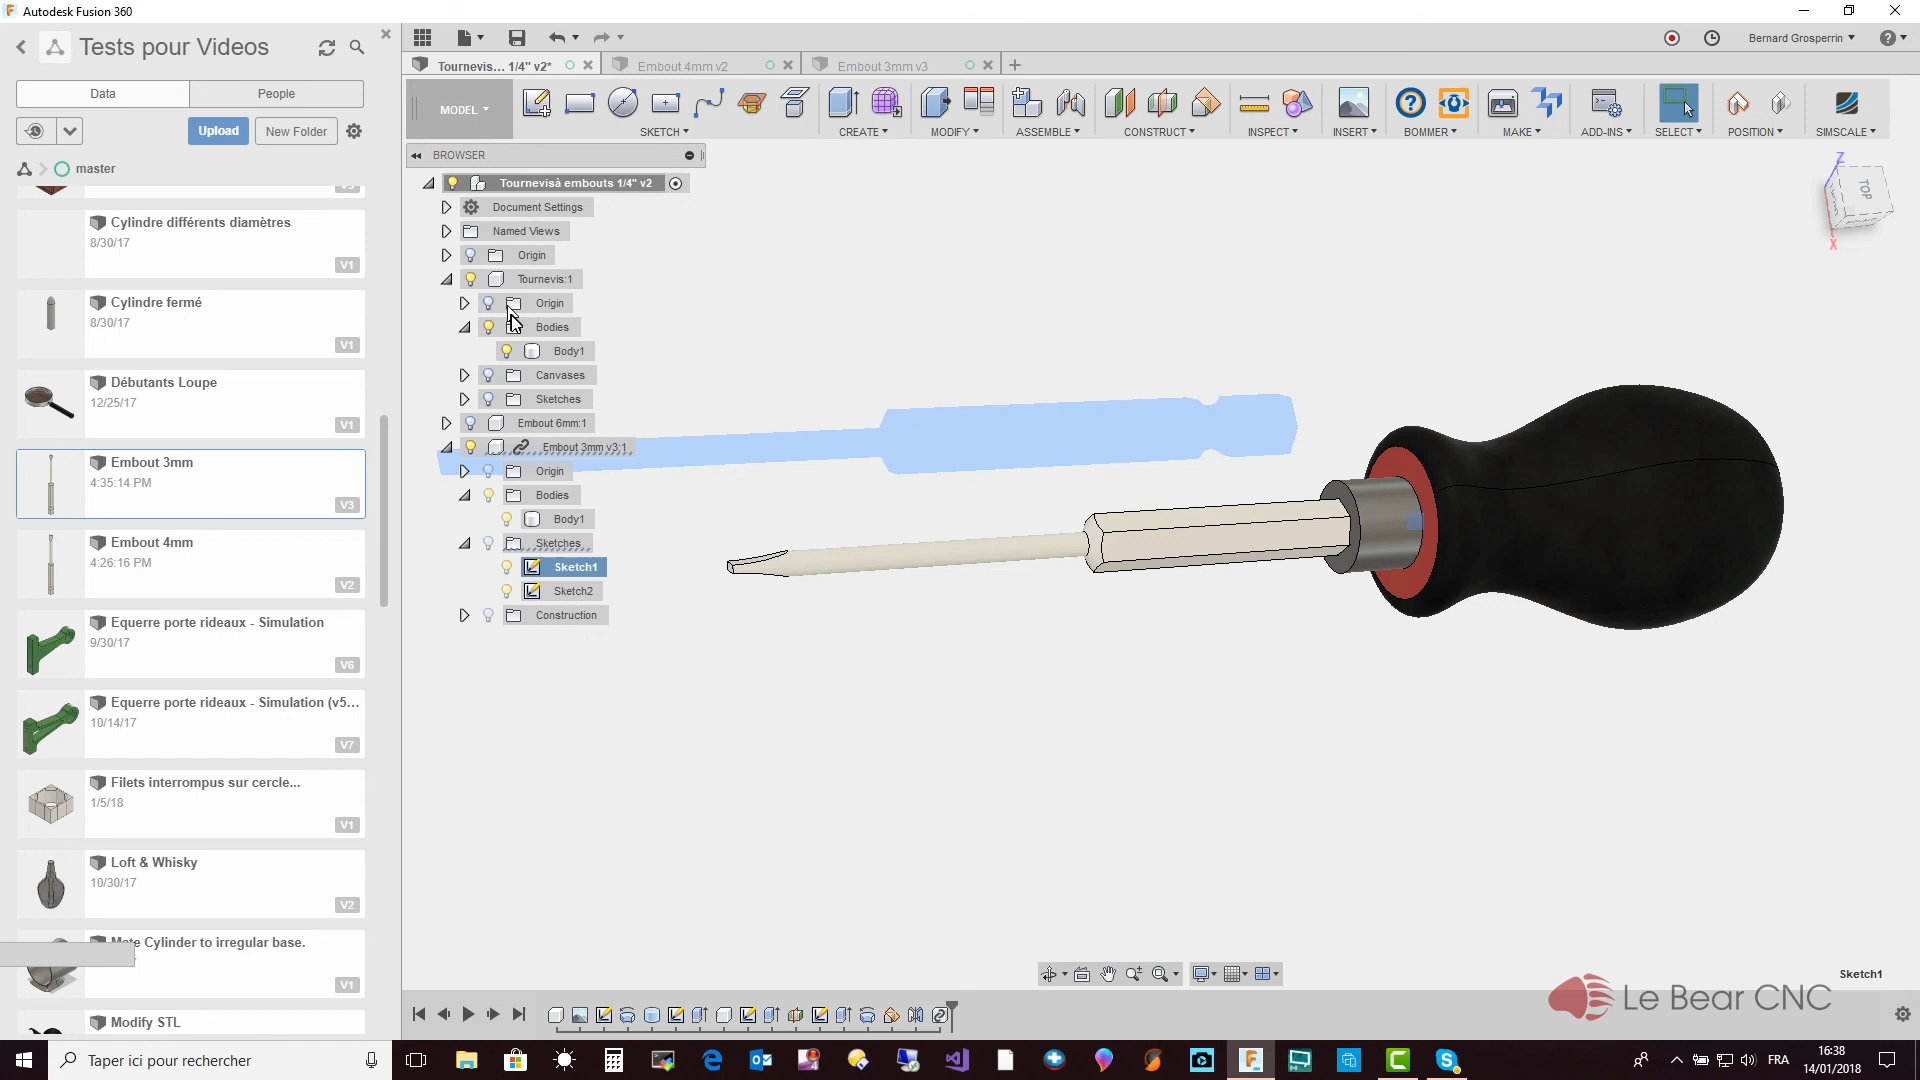 Autodesk Fusion 360
Tests pour Videos
Data
People
Upload
New Folder
master
Cylindre différents diamètres
8/30/17
V1
Cylindre fermé
8/30/17
V1
Débutants Loupe
12/25/17
V1
Embout 3mm
4:35:14 PM
V3
Embout 4mm
4:26:16 PM
V2
Equerre porte rideaux - Simulation
9/30/17
V6
Equerre porte rideaux - Simulation (v5...
10/14/17
V7
Filets interrompus sur cercle...
1/5/18
V1
Loft & Whisky
10/30/17
V2
Mate Cylinder to irregular base.
V1
Modify STL
Bernard Grosperrin
Tournevis... 1/4" v2*
Embout 4mm v2
Embout 3mm v3
MODEL
SKETCH
CREATE
MODIFY
ASSEMBLE
CONSTRUCT
INSPECT
INSERT
BOMMER
MAKE
ADD-INS
SELECT
POSITION
SIMSCALE
BROWSER
Tournevisà embouts 1/4" v2
Document Settings
Named Views
Origin
Tournevis:1
Origin
Bodies
Body1
Canvases
Sketches
Embout 6mm:1
Embout 3mm v3:1
Origin
Bodies
Body1
Sketches
Sketch1
Sketch2
Construction
Z
TOP
X
Sketch1
Le Bear CNC
Taper ici pour rechercher
FRA
16:38
14/01/2018